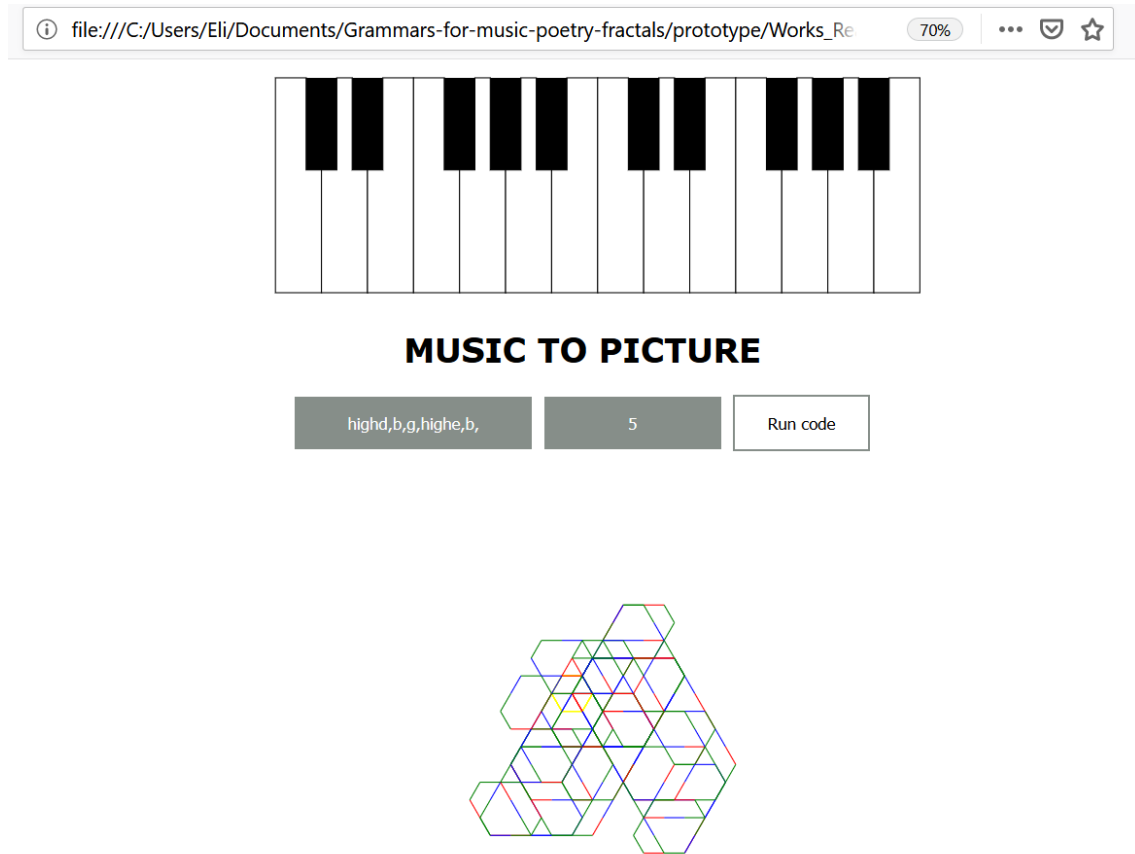 file:///C:/Users/Eli/Documents/Grammars-for-music-poetry-fractals/prototype/Works_Re 70%
MUSIC TO PICTURE
highd,b,g,highe,b, 5 Run code